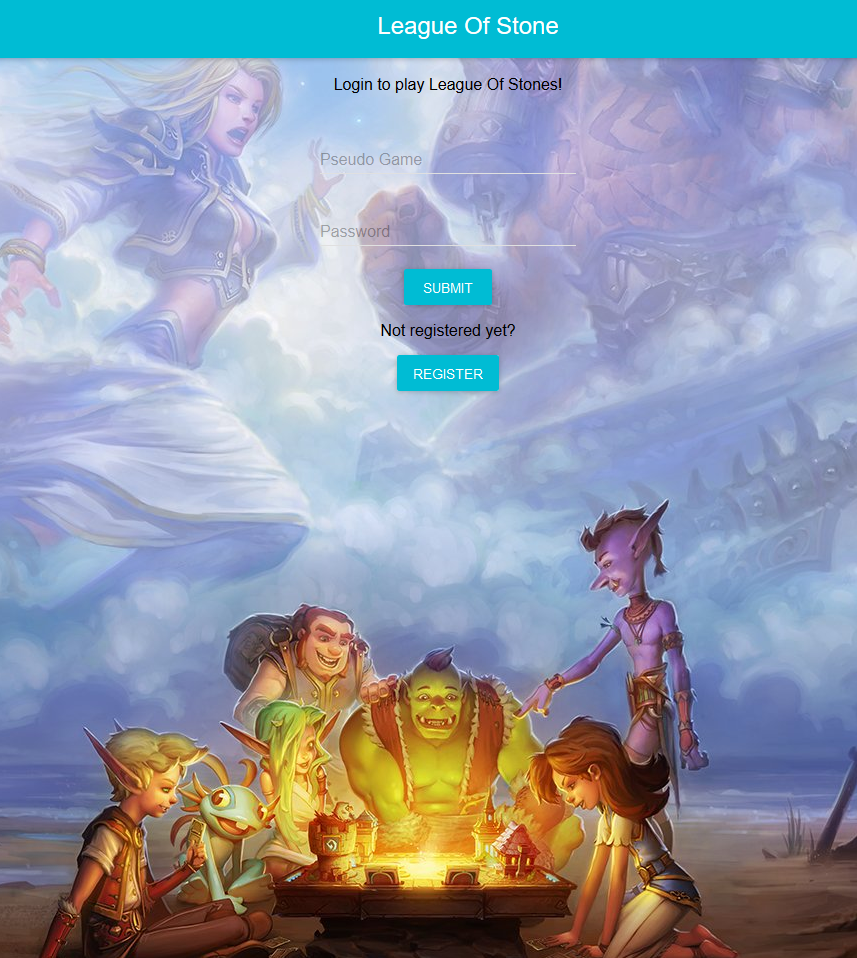 League Of Stone
Login to play League Of Stones!
Pseudo Game
Password
SUBMIT
Not registered yet?
REGISTER